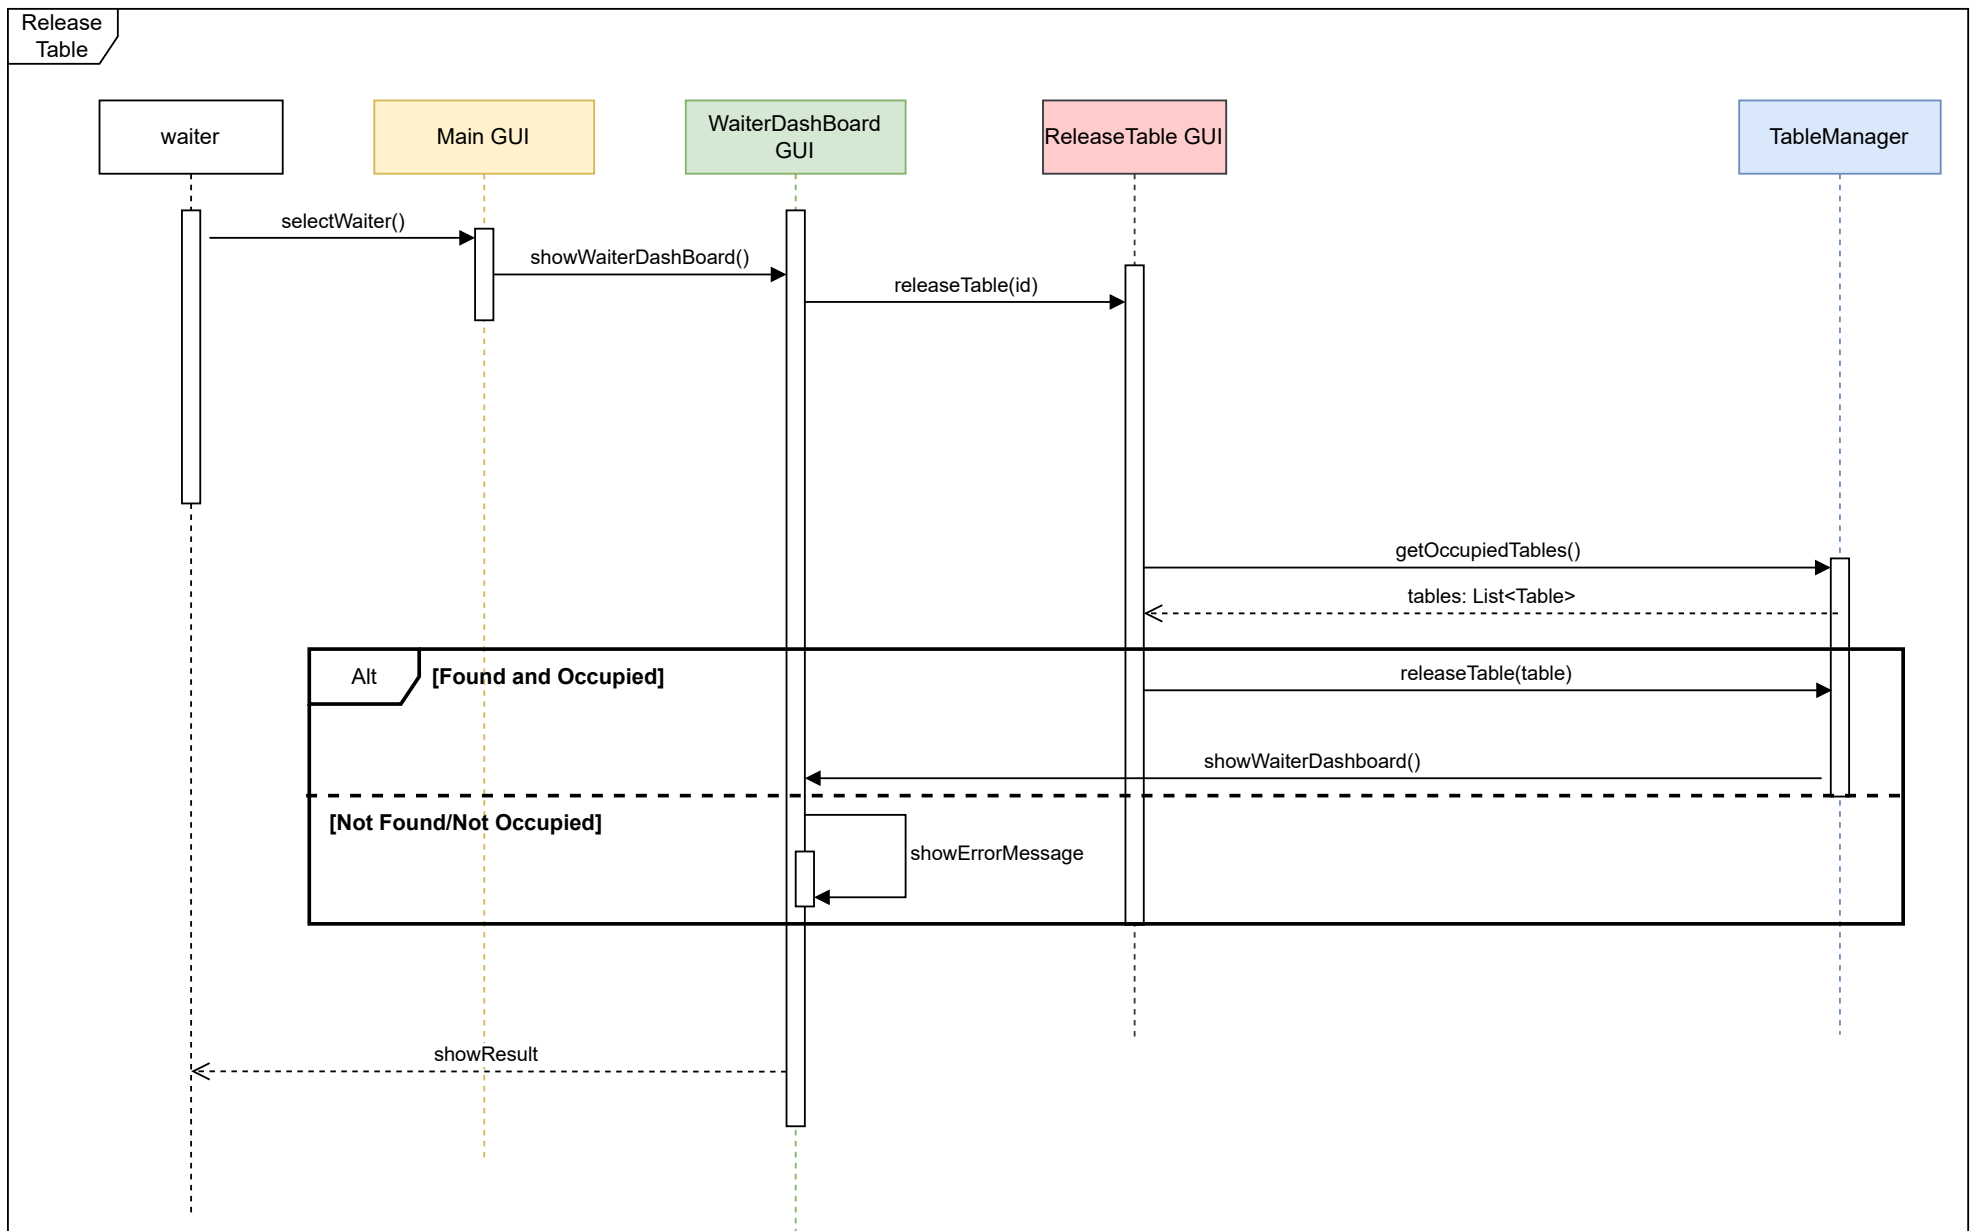 Release
Table
waiter
Main GUI
WaiterDashBoard
GUI
ReleaseTable GUI
TableManager
selectWaiter()
showWaiterDashBoard()
releaseTable(id)
getOccupiedTables()
tables: List<Table>
Alt
[Found and Occupied]
releaseTable(table)
showWaiterDashboard()
[Not Found/Not Occupied]
showErrorMessage
showResult